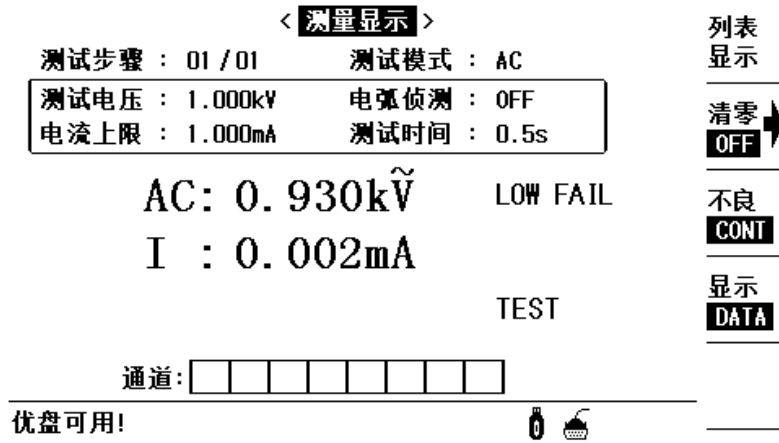 < 测量显示 >
测试步骤 : 01 / 01 测试模式 : AC
测试电压 : 1.000kV 电弧侦测 : OFF
电流上限 : 1.000mA 测试时间 : 0.5s
AC: 0.930kṼ LOW FAIL
I : 0.002mA
TEST
通道:
优盘可用!
列表
显示
清零
OFF
不良
CONT
显示
DATA